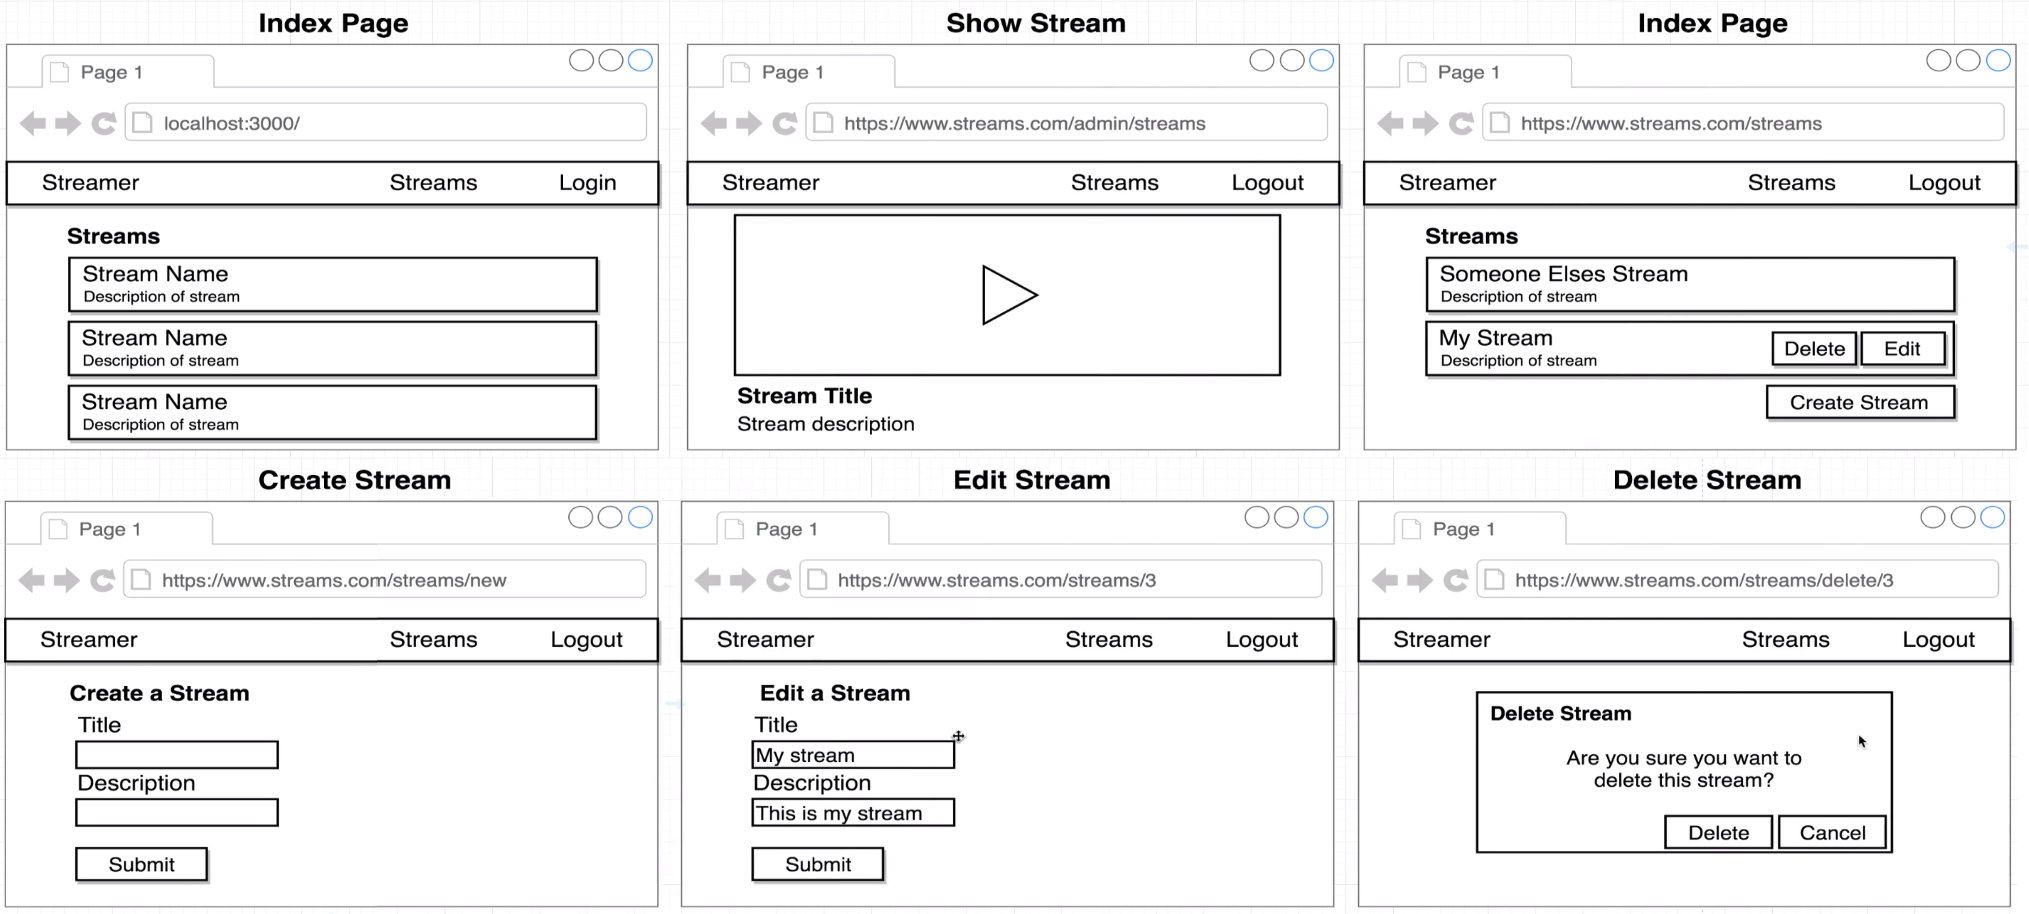 Index Page
Page 1
localhost:3000/
Streamer Streams Login
Streams
Stream Name
Description of stream
Stream Name
Description of stream
Stream Name
Description of stream
Show Stream
Page 1
https://www.streams.com/admin/streams
Streamer Streams Logout
Stream Title
Stream description
Index Page
Page 1
https://www.streams.com/streams
Streamer Streams Logout
Streams
Someone Elses Stream
Description of stream
My Stream
Description of stream
Delete Edit
Create Stream
Create Stream
Page 1
https://www.streams.com/streams/new
Streamer Streams Logout
Create a Stream
Title
Description
Submit
Edit Stream
Page 1
https://www.streams.com/streams/3
Streamer Streams Logout
Edit a Stream
Title
My stream
Description
This is my stream
Submit
Delete Stream
Page 1
https://www.streams.com/streams/delete/3
Streamer Streams Logout
Delete Stream
Are you sure you want to
delete this stream?
Delete Cancel